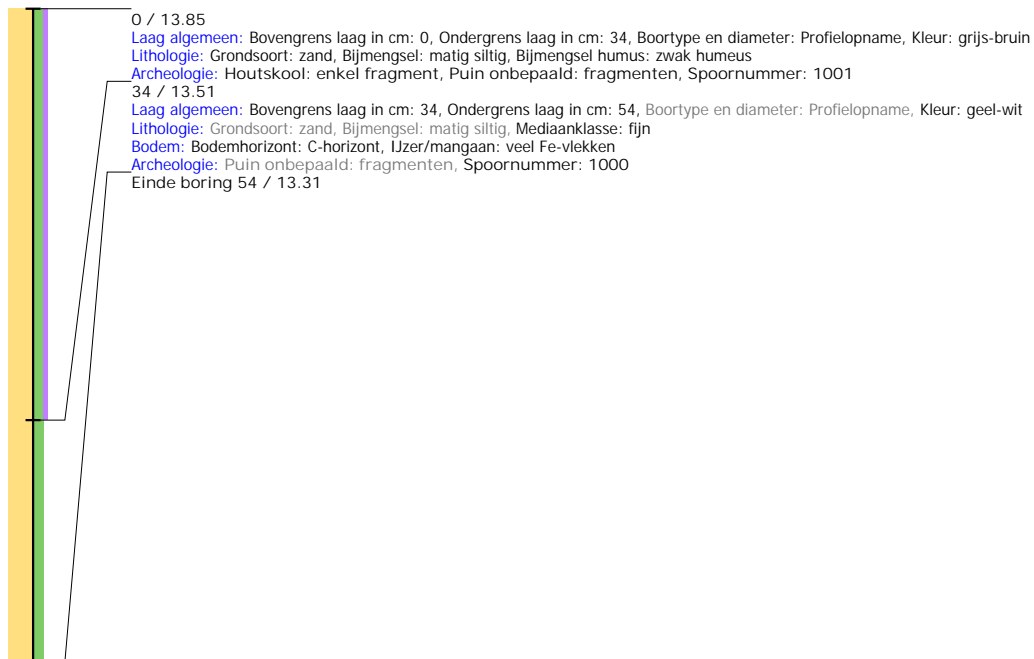 0 / 13.85
Laag algemeen: Bovengrens laag in cm: 0, Ondergrens laag in cm: 34, Boortype en diameter: Profielopname, Kleur: grijs-bruin
Lithologie: Grondsoort: zand, Bijmengsel: matig siltig, Bijmengsel humus: zwak humeus
Archeologie: Houtskool: enkel fragment, Puin onbepaald: fragmenten, Spoornummer: 1001
34 / 13.51
Laag algemeen: Bovengrens laag in cm: 34, Ondergrens laag in cm: 54, Boortype en diameter: Profielopname, Kleur: geel-wit
Lithologie: Grondsoort: zand, Bijmengsel: matig siltig, Mediaanklasse: fijn
Bodem: Bodemhorizont: C-horizont, IJzer/mangaan: veel Fe-vlekken
Archeologie: Puin onbepaald: fragmenten, Spoornummer: 1000
Einde boring 54 / 13.31